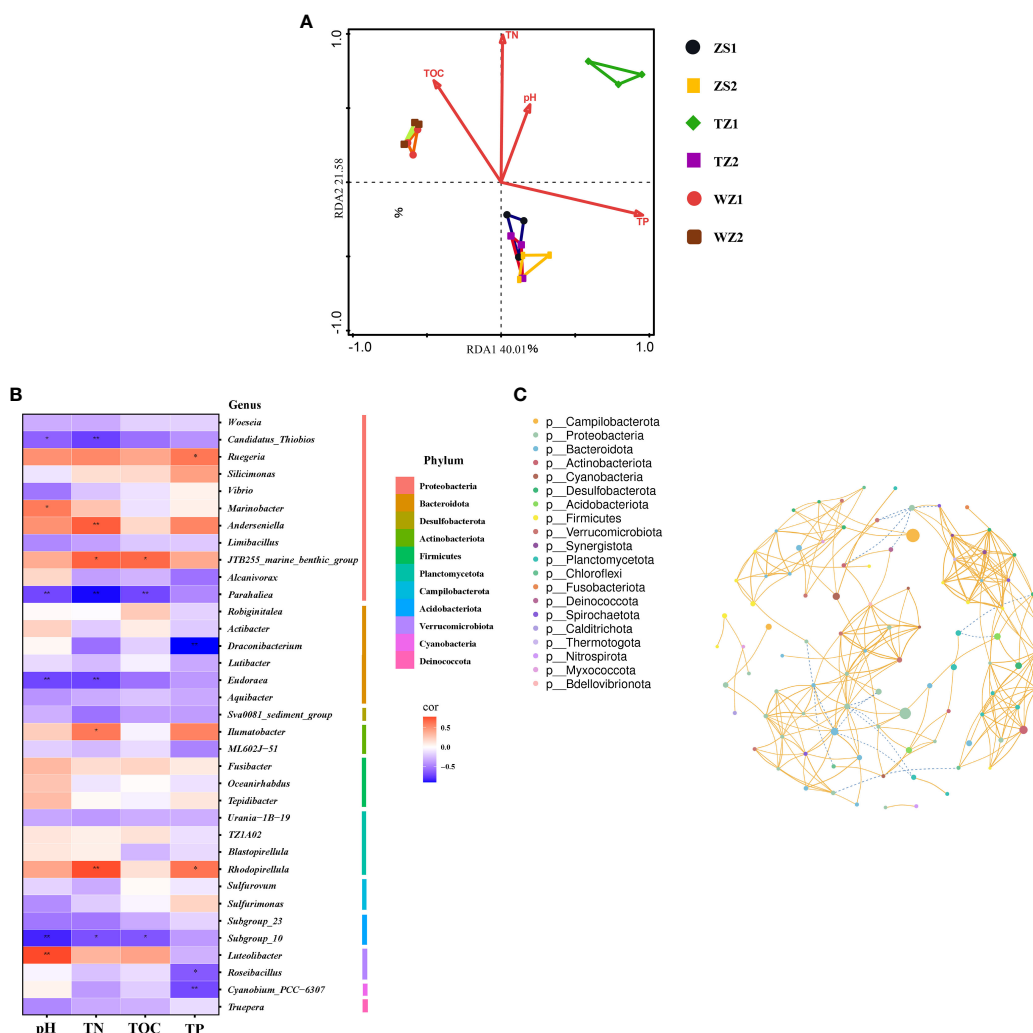 A
1.0
TN
TOC
pH
TP
RDA2 21.58
%
-1.0
-1.0
RDA1 40.01%
1.0
ZS1
ZS2
TZ1
TZ2
WZ1
WZ2
B
Genus
Woeseia
Candidatus_Thiobios
* **
Ruegeria
*
Silicimonas
Vibrio
Marinobacter
*
Anderseniella
**
Limibacillus
JTB255_marine_benthic_group
* *
Alcanivorax
Parahaliea
** ** **
Robiginitalea
Actibacter
Draconibacterium
**
Lutibacter
Eudoraea
** **
Aquibacter
Sva0081_sediment_group
Ilumatobacter
*
ML602J-51
Fusibacter
Oceanirhabdus
Tepidibacter
Urania-1B-19
TZ1A02
Blastopirellula
Rhodopirellula
** *
Sulfurovum
Sulfurimonas
Subgroup_23
Subgroup_10
** * *
Luteolibacter
**
Roseibacillus
*
Cyanobium_PCC-6307
**
Truepera
pH TN TOC TP
Phylum
Proteobacteria
Bacteroidota
Desulfobacterota
Actinobacteriota
Firmicutes
Planctomycetota
Campilobacterota
Acidobacteriota
Verrucomicrobiota
Cyanobacteria
Deinococcota
cor
0.5
0.0
-0.5
C
p__Campilobacterota
p__Proteobacteria
p__Bacteroidota
p__Actinobacteriota
p__Cyanobacteria
p__Desulfobacterota
p__Acidobacteriota
p__Firmicutes
p__Verrucomicrobiota
p__Synergistota
p__Planctomycetota
p__Chloroflexi
p__Fusobacteriota
p__Deinococcota
p__Spirochaetota
p__Calditrichota
p__Thermotogota
p__Nitrospirota
p__Myxococcota
p__Bdellovibrionota